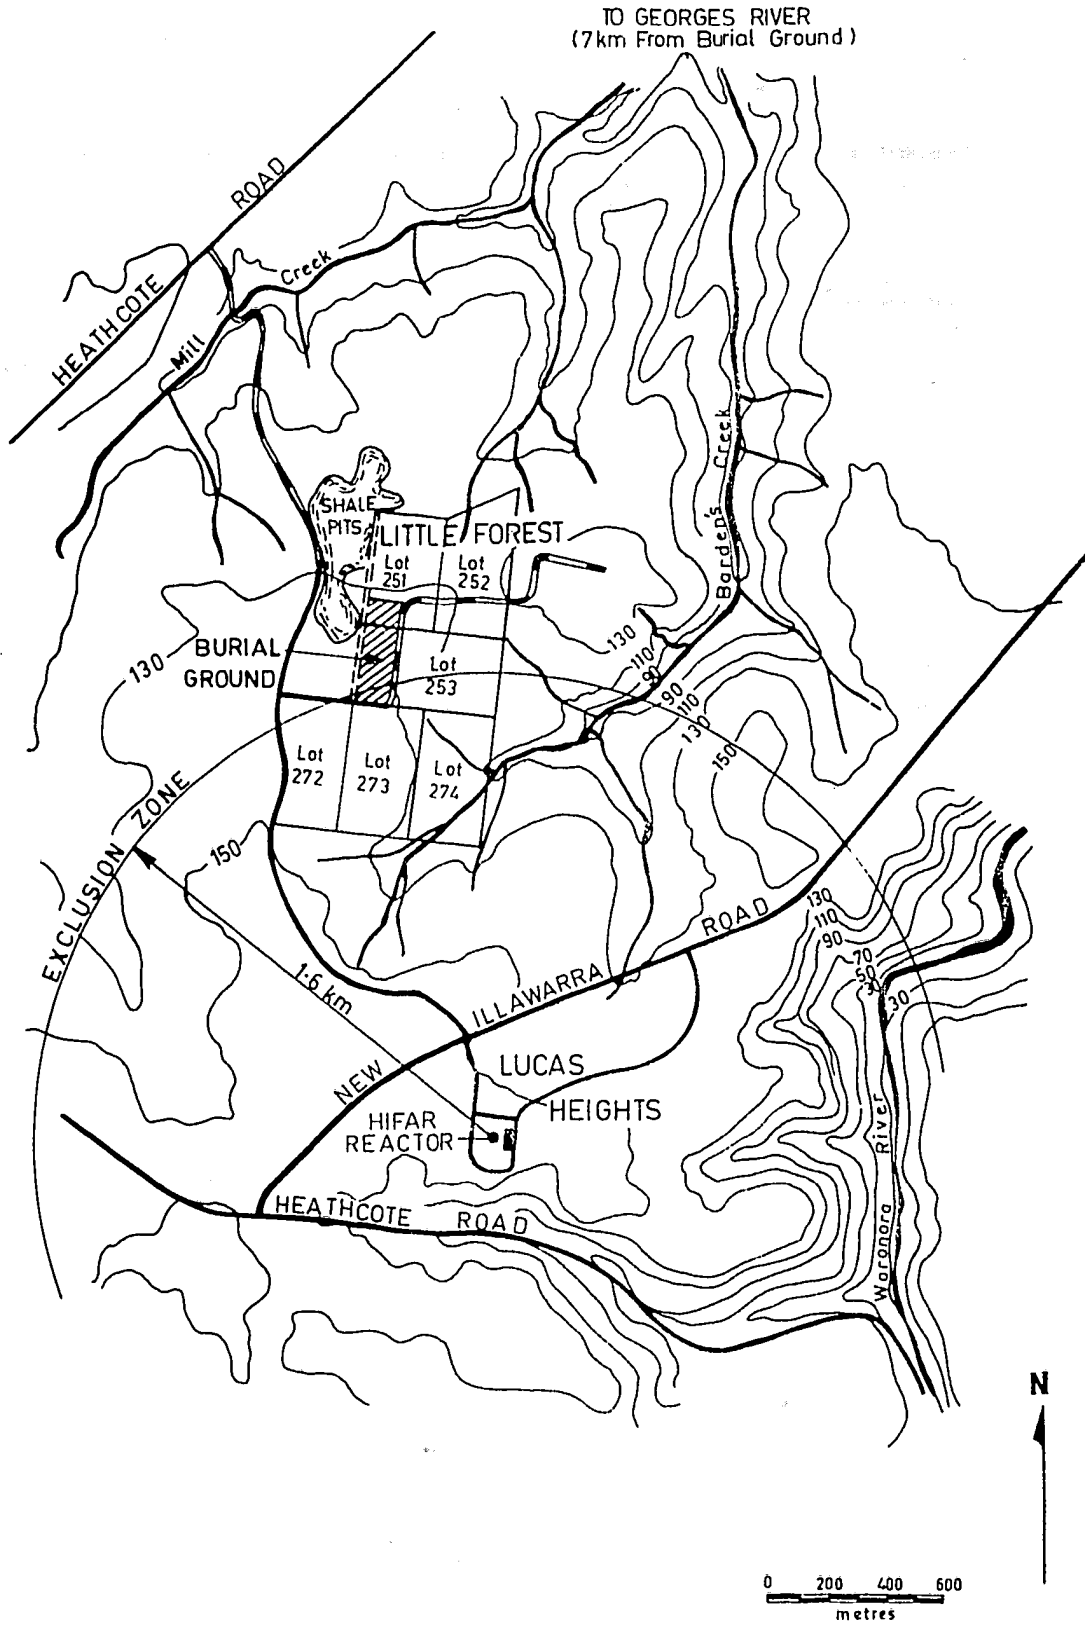 TO GEORGES RIVER
(7km From Burial Ground)
HEATHCOTE ROAD
Mill Creek
Barden's Creek
SHALE
PITS
LITTLE FOREST
Lot
251
Lot
252
BURIAL
GROUND
Lot
253
130
130
110
90
90
110
130
150
Lot
272
Lot
273
Lot
274
EXCLUSION ZONE
150
1·6 km
NEW ILLAWARRA ROAD
130
110
90
70
50
30
30
LUCAS
HEIGHTS
HIFAR
REACTOR
HEATHCOTE ROAD
Waronora River
N
0 200 400 600
metres